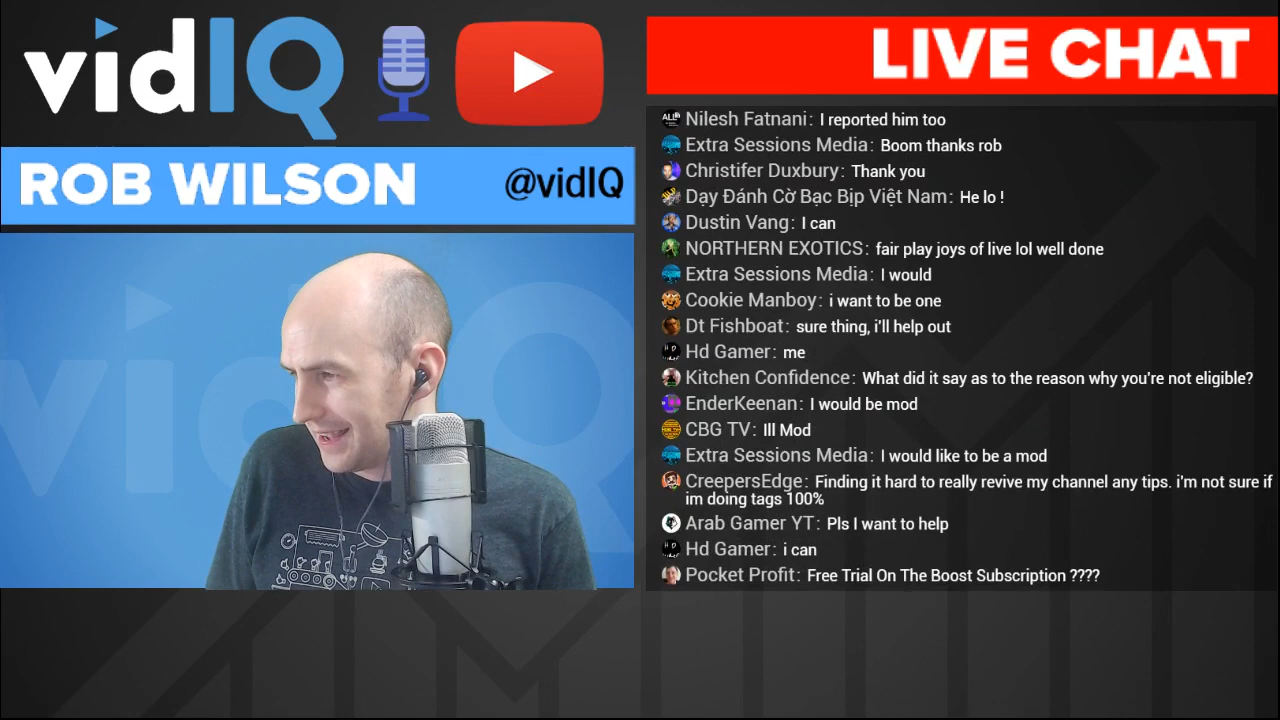 vidIQ
LIVE CHAT
ROB WILSON
@vidIQ
Nilesh Fatnani: I reported him too
Extra Sessions Media: Boom thanks rob
Christifer Duxbury: Thank you
Dạy Đánh Cờ Bạc Bịp Việt Nam: He lo !
Dustin Vang: I can
NORTHERN EXOTICS: fair play joys of live lol well done
Extra Sessions Media: I would
Cookie Manboy: i want to be one
Dt Fishboat: sure thing, i'll help out
Hd Gamer: me
Kitchen Confidence: What did it say as to the reason why you're not eligible?
EnderKeenan: I would be mod
CBG TV: Ill Mod
Extra Sessions Media: I would like to be a mod
CreepersEdge: Finding it hard to really revive my channel any tips. i'm not sure if
im doing tags 100%
Arab Gamer YT: Pls I want to help
Hd Gamer: i can
Pocket Profit: Free Trial On The Boost Subscription ????
vidIQ